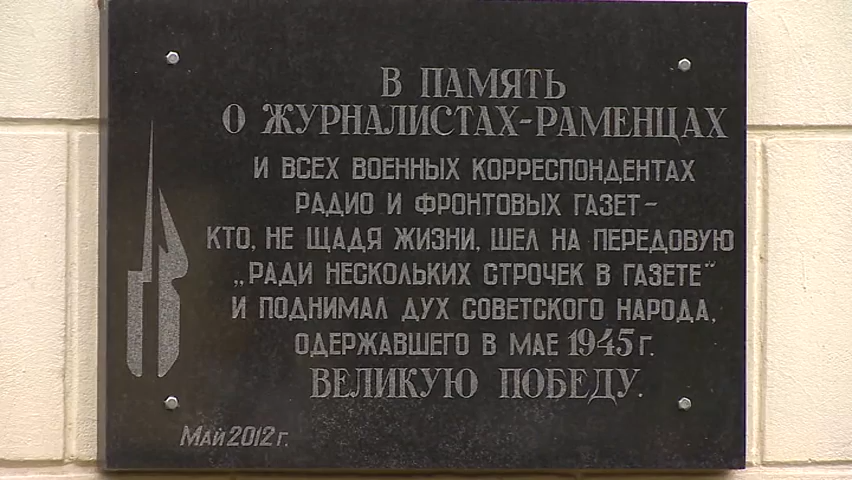 В ПАМЯТЬ
О ЖУРНАЛИСТАХ-РАМЕНЦАХ
И ВСЕХ ВОЕННЫХ КОРРЕСПОНДЕНТАХ
РАДИО И ФРОНТОВЫХ ГАЗЕТ –
КТО, НЕ ЩАДЯ ЖИЗНИ, ШЕЛ НА ПЕРЕДОВУЮ
„РАДИ НЕСКОЛЬКИХ СТРОЧЕК В ГАЗЕТЕ"
И ПОДНИМАЛ ДУХ СОВЕТСКОГО НАРОДА,
ОДЕРЖАВШЕГО В МАЕ 1945 г.
ВЕЛИКУЮ ПОБЕДУ.
Май 2012 г.